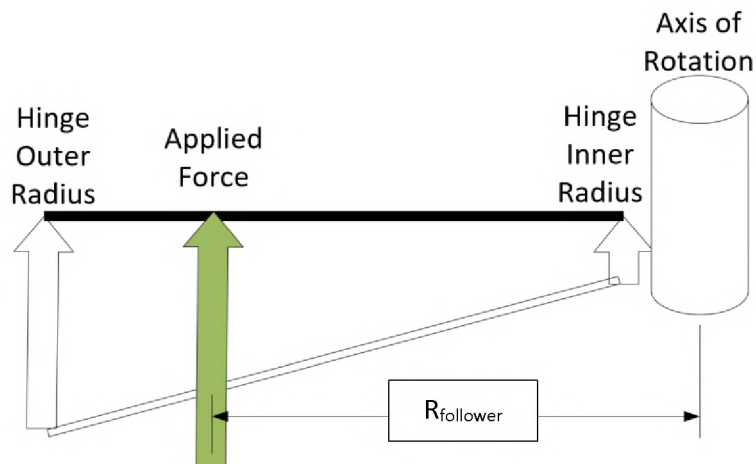 Axis of
Rotation
Hinge
Outer
Radius
Applied
Force
Hinge
Inner
Radius
Rfollower